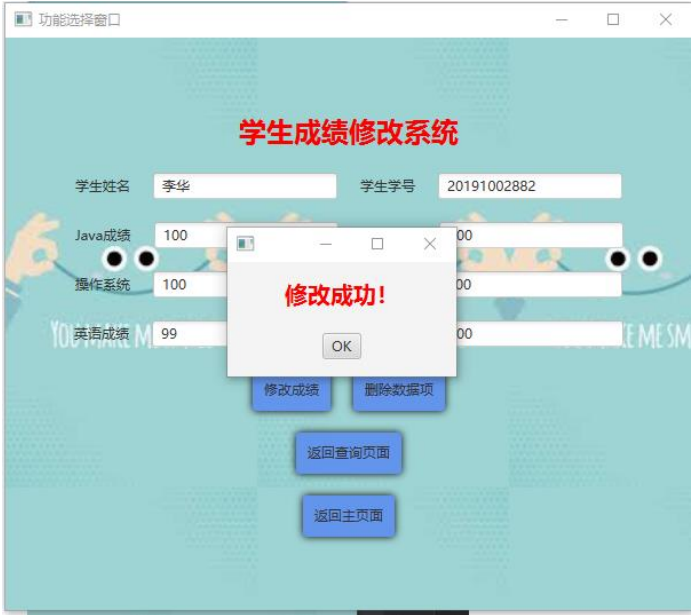 功能选择窗口
学生成绩修改系统
学生姓名 李华 学生学号 20191002882
Java成绩 100 00
操作系统 100 00
英语成绩 99 00
修改成功!
OK
修改成绩 删除数据项
返回查询页面
返回主页面